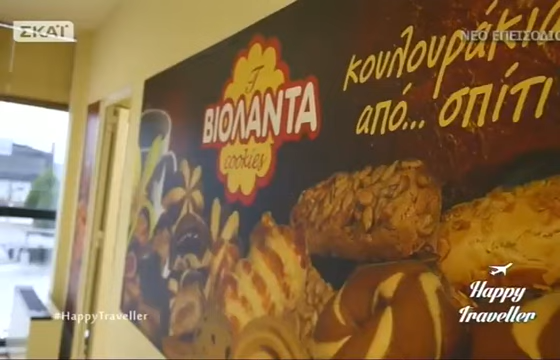 ΣΚΑΪ
ΝΕΟ ΕΠΕΙΣΟΔΙΟ
κουλουράκια
από... σπίτι
ΒΙΟΛΑΝΤΑ
cookies
#HappyTraveller
Happy
Traveller